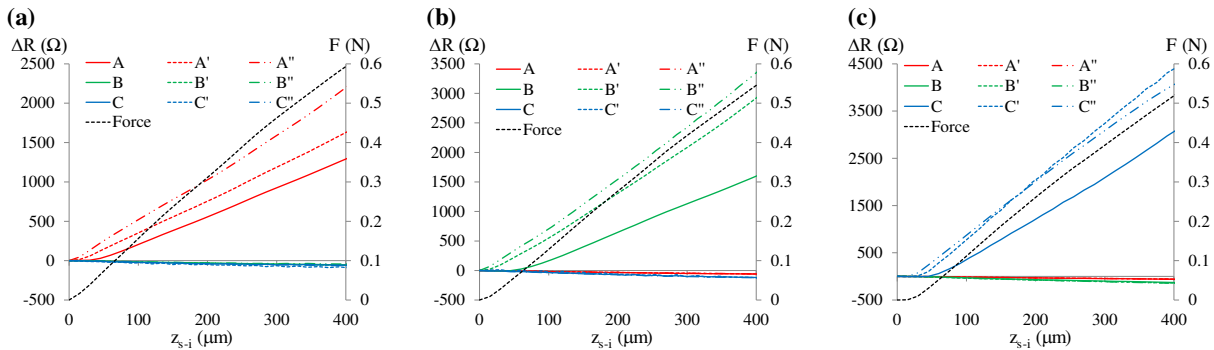 (a)
ΔR (Ω)
F (N)
2500
2000
1500
1000
500
0
-500
0.6
0.5
0.4
0.3
0.2
0.1
0
A
A'
A"
B
B'
B"
C
C'
C"
Force
0
100
200
300
400
z_{s-i} (μm)
(b)
ΔR (Ω)
F (N)
3500
3000
2500
2000
1500
1000
500
0
-500
0.6
0.5
0.4
0.3
0.2
0.1
0
A
A'
A"
B
B'
B"
C
C'
C"
Force
0
100
200
300
400
z_{s-i} (μm)
(c)
ΔR (Ω)
F (N)
4500
3500
2500
1500
500
-500
0.6
0.5
0.4
0.3
0.2
0.1
0
A
A'
A"
B
B'
B"
C
C'
C"
Force
0
100
200
300
400
z_{s-i} (μm)